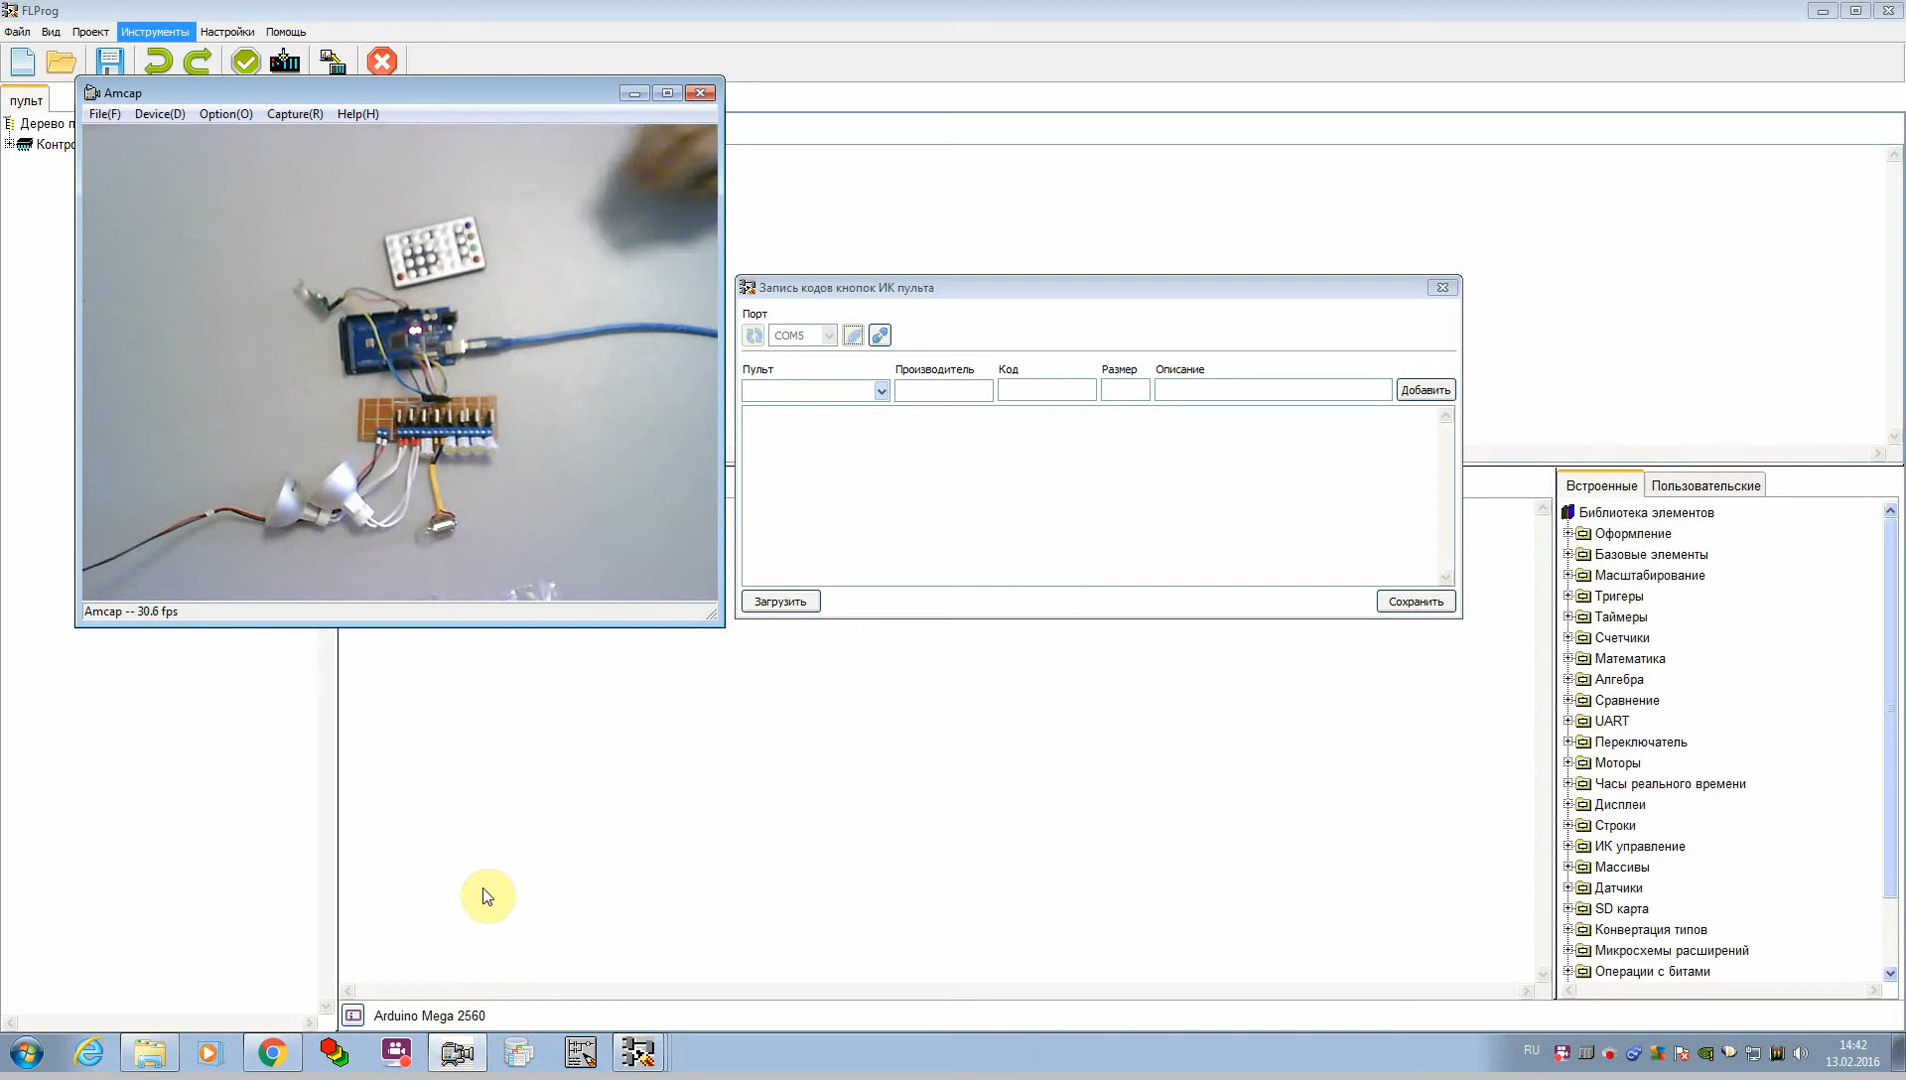 FLProg
Файл Вид Проект Инструменты Настройки Помощь
пульт
Дерево п
Контро
Amcap
File(F) Device(D) Option(O) Capture(R) Help(H)
Amcap -- 30.6 fps
Запись кодов кнопок ИК пульта
Порт
COM5
Пульт Производитель Код Размер Описание
Добавить
Загрузить Сохранить
Встроенные Пользовательские
Библиотека элементов
Оформление
Базовые элементы
Масштабирование
Тригеры
Таймеры
Счетчики
Математика
Алгебра
Сравнение
UART
Переключатель
Моторы
Часы реального времени
Дисплеи
Строки
ИК управление
Массивы
Датчики
SD карта
Конвертация типов
Микросхемы расширений
Операции с битами
Arduino Mega 2560
RU
14:42
13.02.2016